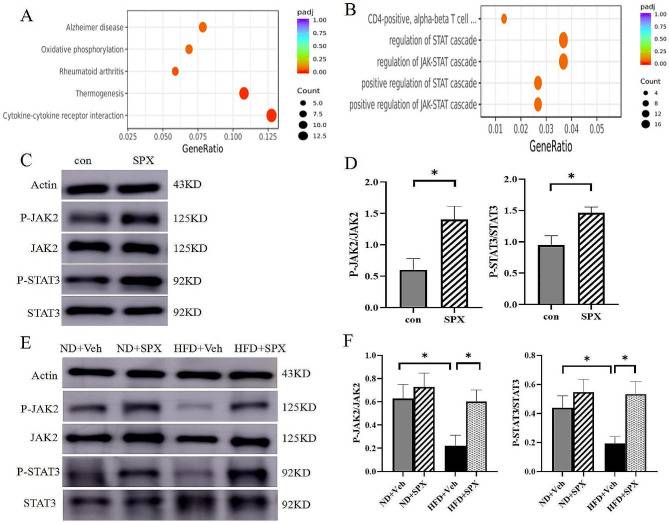 A
Alzheimer disease
Oxidative phosphorylation
Rheumatoid arthritis
Thermogenesis
Cytokine-cytokine receptor interaction
0.025 0.050 0.075 0.100 0.125
GeneRatio
padj
1.00
0.75
0.50
0.25
0.00
Count
5.0
7.5
10.0
12.5
B
CD4-positive, alpha-beta T cell ...
regulation of STAT cascade
regulation of JAK-STAT cascade
positive regulation of STAT cascade
positive regulation of JAK-STAT cascade
0.01 0.02 0.03 0.04 0.05
GeneRatio
padj
1.00
0.75
0.50
0.25
0.00
Count
4
8
12
16
C
con SPX
Actin 43KD
P-JAK2 125KD
JAK2 125KD
P-STAT3 92KD
STAT3 92KD
D
P-JAK2/JAK2
2.0
1.5
1.0
0.5
0.0
*
con SPX
P-STAT3/STAT3
2.0
1.5
1.0
0.5
0.0
*
con SPX
E
ND+Veh ND+SPX HFD+Veh HFD+SPX
Actin 43KD
P-JAK2 125KD
JAK2 125KD
P-STAT3 92KD
STAT3 92KD
F
P-JAK2/JAK2
1.0
0.8
0.6
0.4
0.2
0.0
* *
ND+Veh ND+SPX HFD+Veh HFD+SPX
P-STAT3/STAT3
0.8
0.6
0.4
0.2
0.0
* *
ND+Veh ND+SPX HFD+Veh HFD+SPX